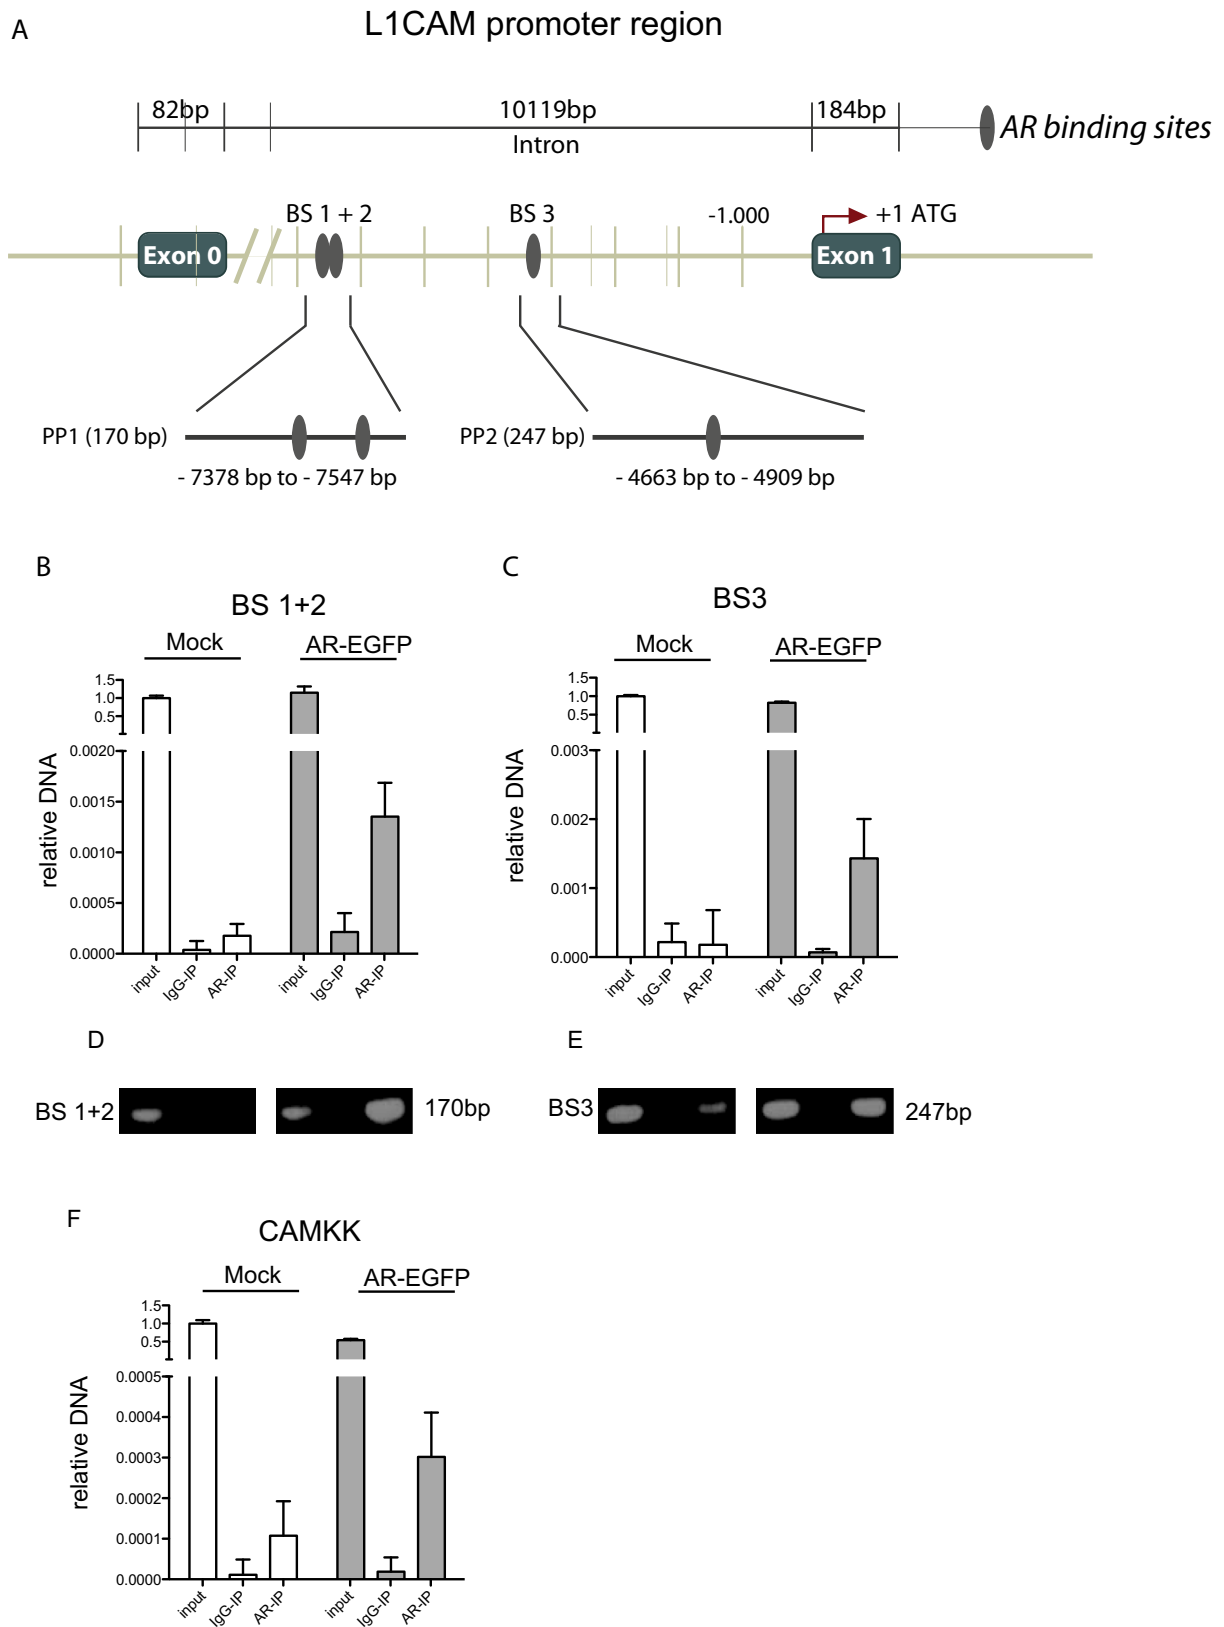 A
L1CAM promoter region
82bp
10119bp
184bp
Intron
AR binding sites
BS 1 + 2
BS 3
-1.000
+1 ATG
Exon 0
Exon 1
PP1 (170 bp)
PP2 (247 bp)
- 7378 bp to - 7547 bp
- 4663 bp to - 4909 bp
B
BS 1+2
Mock
AR-EGFP
relative DNA
1.5
1.0
0.5
0.0020
0.0015
0.0010
0.0005
0.0000
input
IgG-IP
AR-IP
input
IgG-IP
AR-IP
C
BS3
Mock
AR-EGFP
relative DNA
1.5
1.0
0.5
0.003
0.002
0.001
0.000
input
IgG-IP
AR-IP
input
IgG-IP
AR-IP
D
BS 1+2
170bp
E
BS3
247bp
F
CAMKK
Mock
AR-EGFP
relative DNA
1.5
1.0
0.5
0.0005
0.0004
0.0003
0.0002
0.0001
0.0000
input
IgG-IP
AR-IP
input
IgG-IP
AR-IP